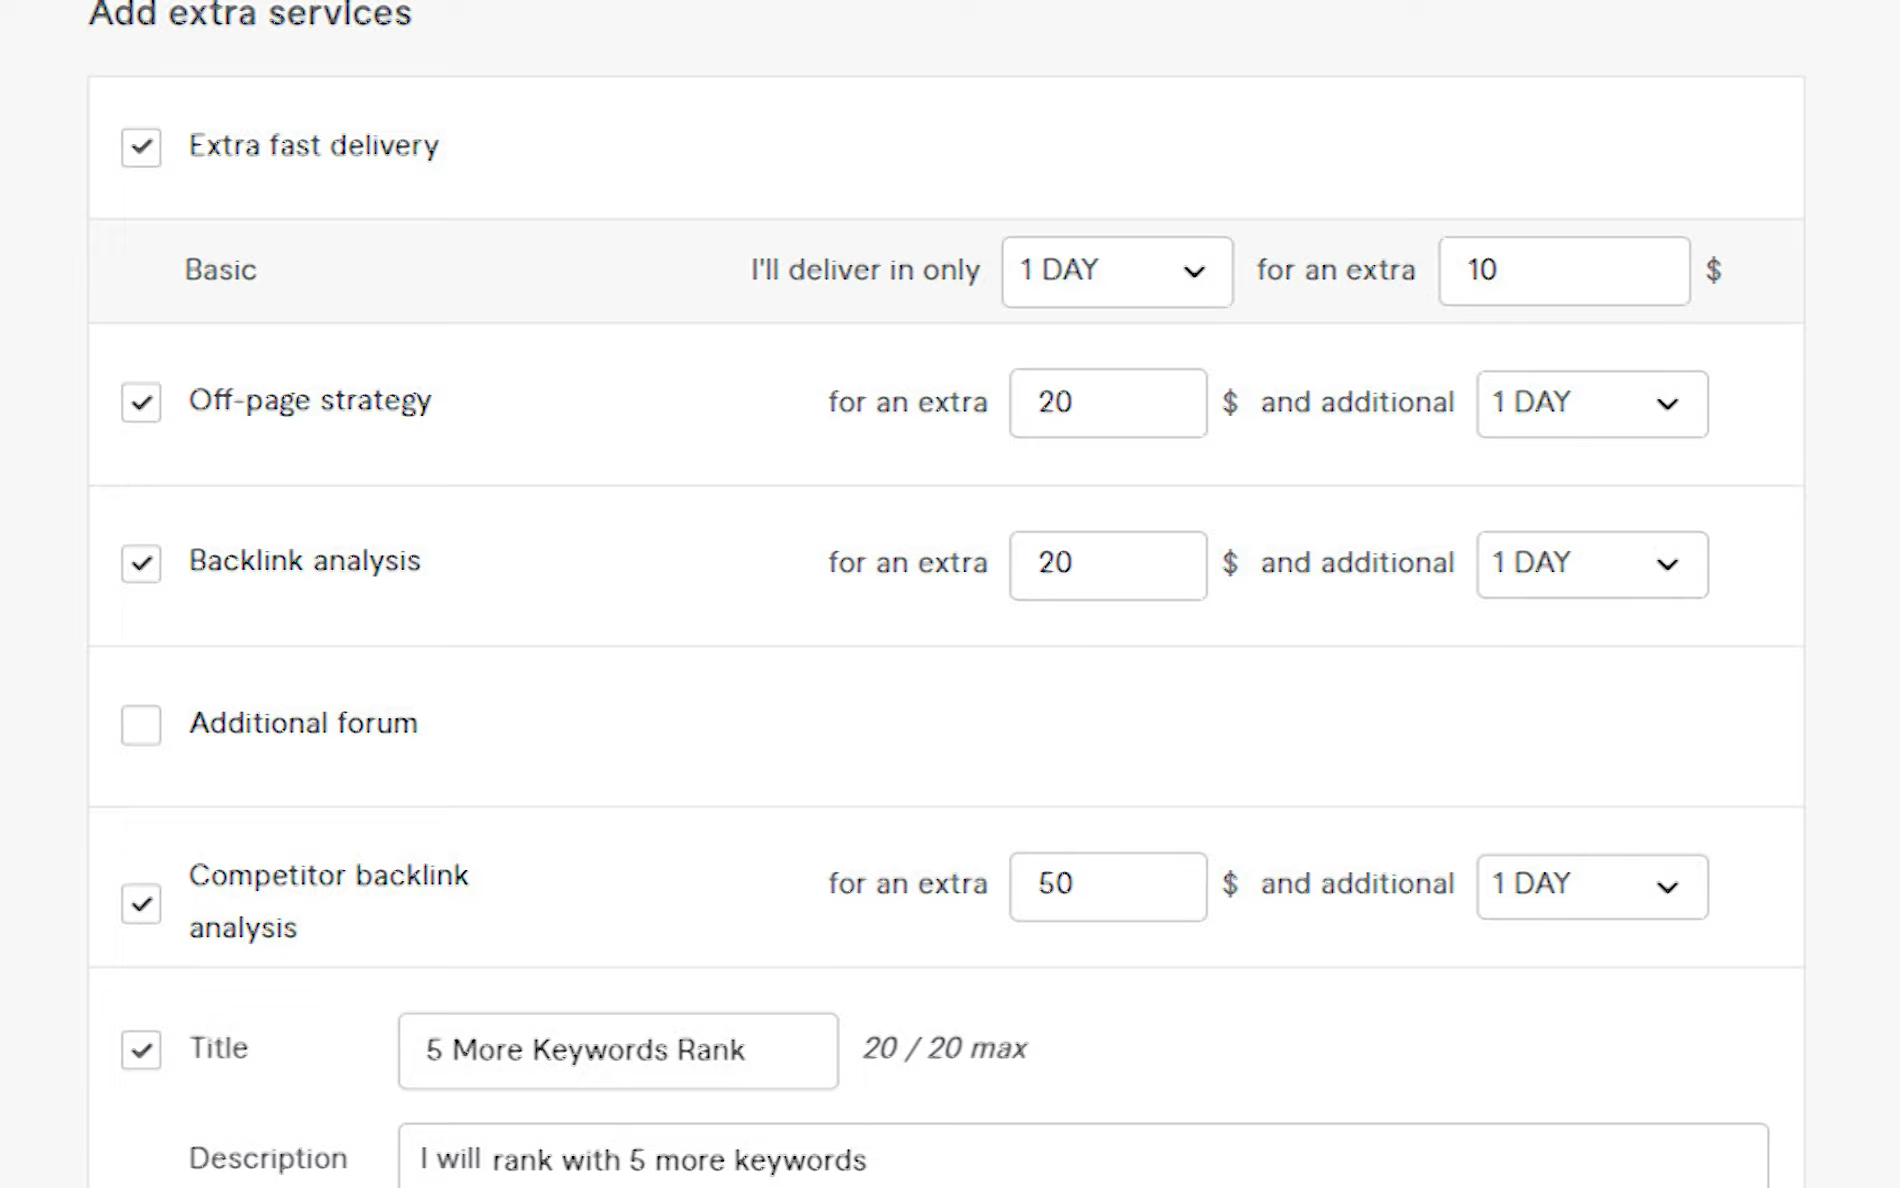 Add extra services
Extra fast delivery
Basic I'll deliver in only 1 DAY for an extra 10 $
Off-page strategy for an extra 20 $ and additional 1 DAY
Backlink analysis for an extra 20 $ and additional 1 DAY
Additional forum
Competitor backlink
analysis
for an extra 50 $ and additional 1 DAY
Title 5 More Keywords Rank 20 / 20 max
Description I will rank with 5 more keywords